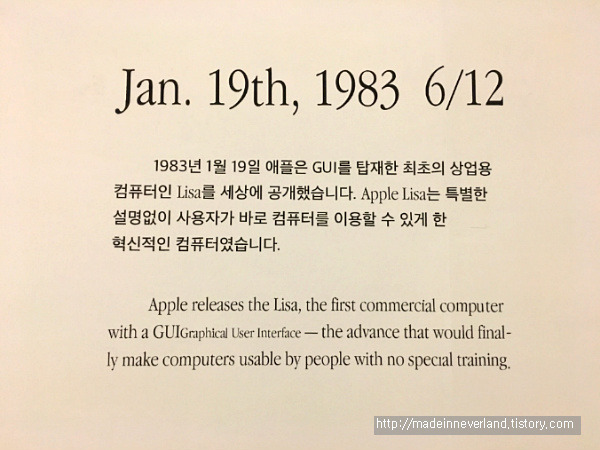 Jan. 19th, 1983 6/12
1983년 1월 19일 애플은 GUI를 탑재한 최초의 상업용
컴퓨터인 Lisa를 세상에 공개했습니다. Apple Lisa는 특별한
설명없이 사용자가 바로 컴퓨터를 이용할 수 있게 한
혁신적인 컴퓨터였습니다.
Apple releases the Lisa, the first commercial computer
with a GUIGraphical User Interface — the advance that would final-
ly make computers usable by people with no special training.
http://madeinneverland.tistory.com